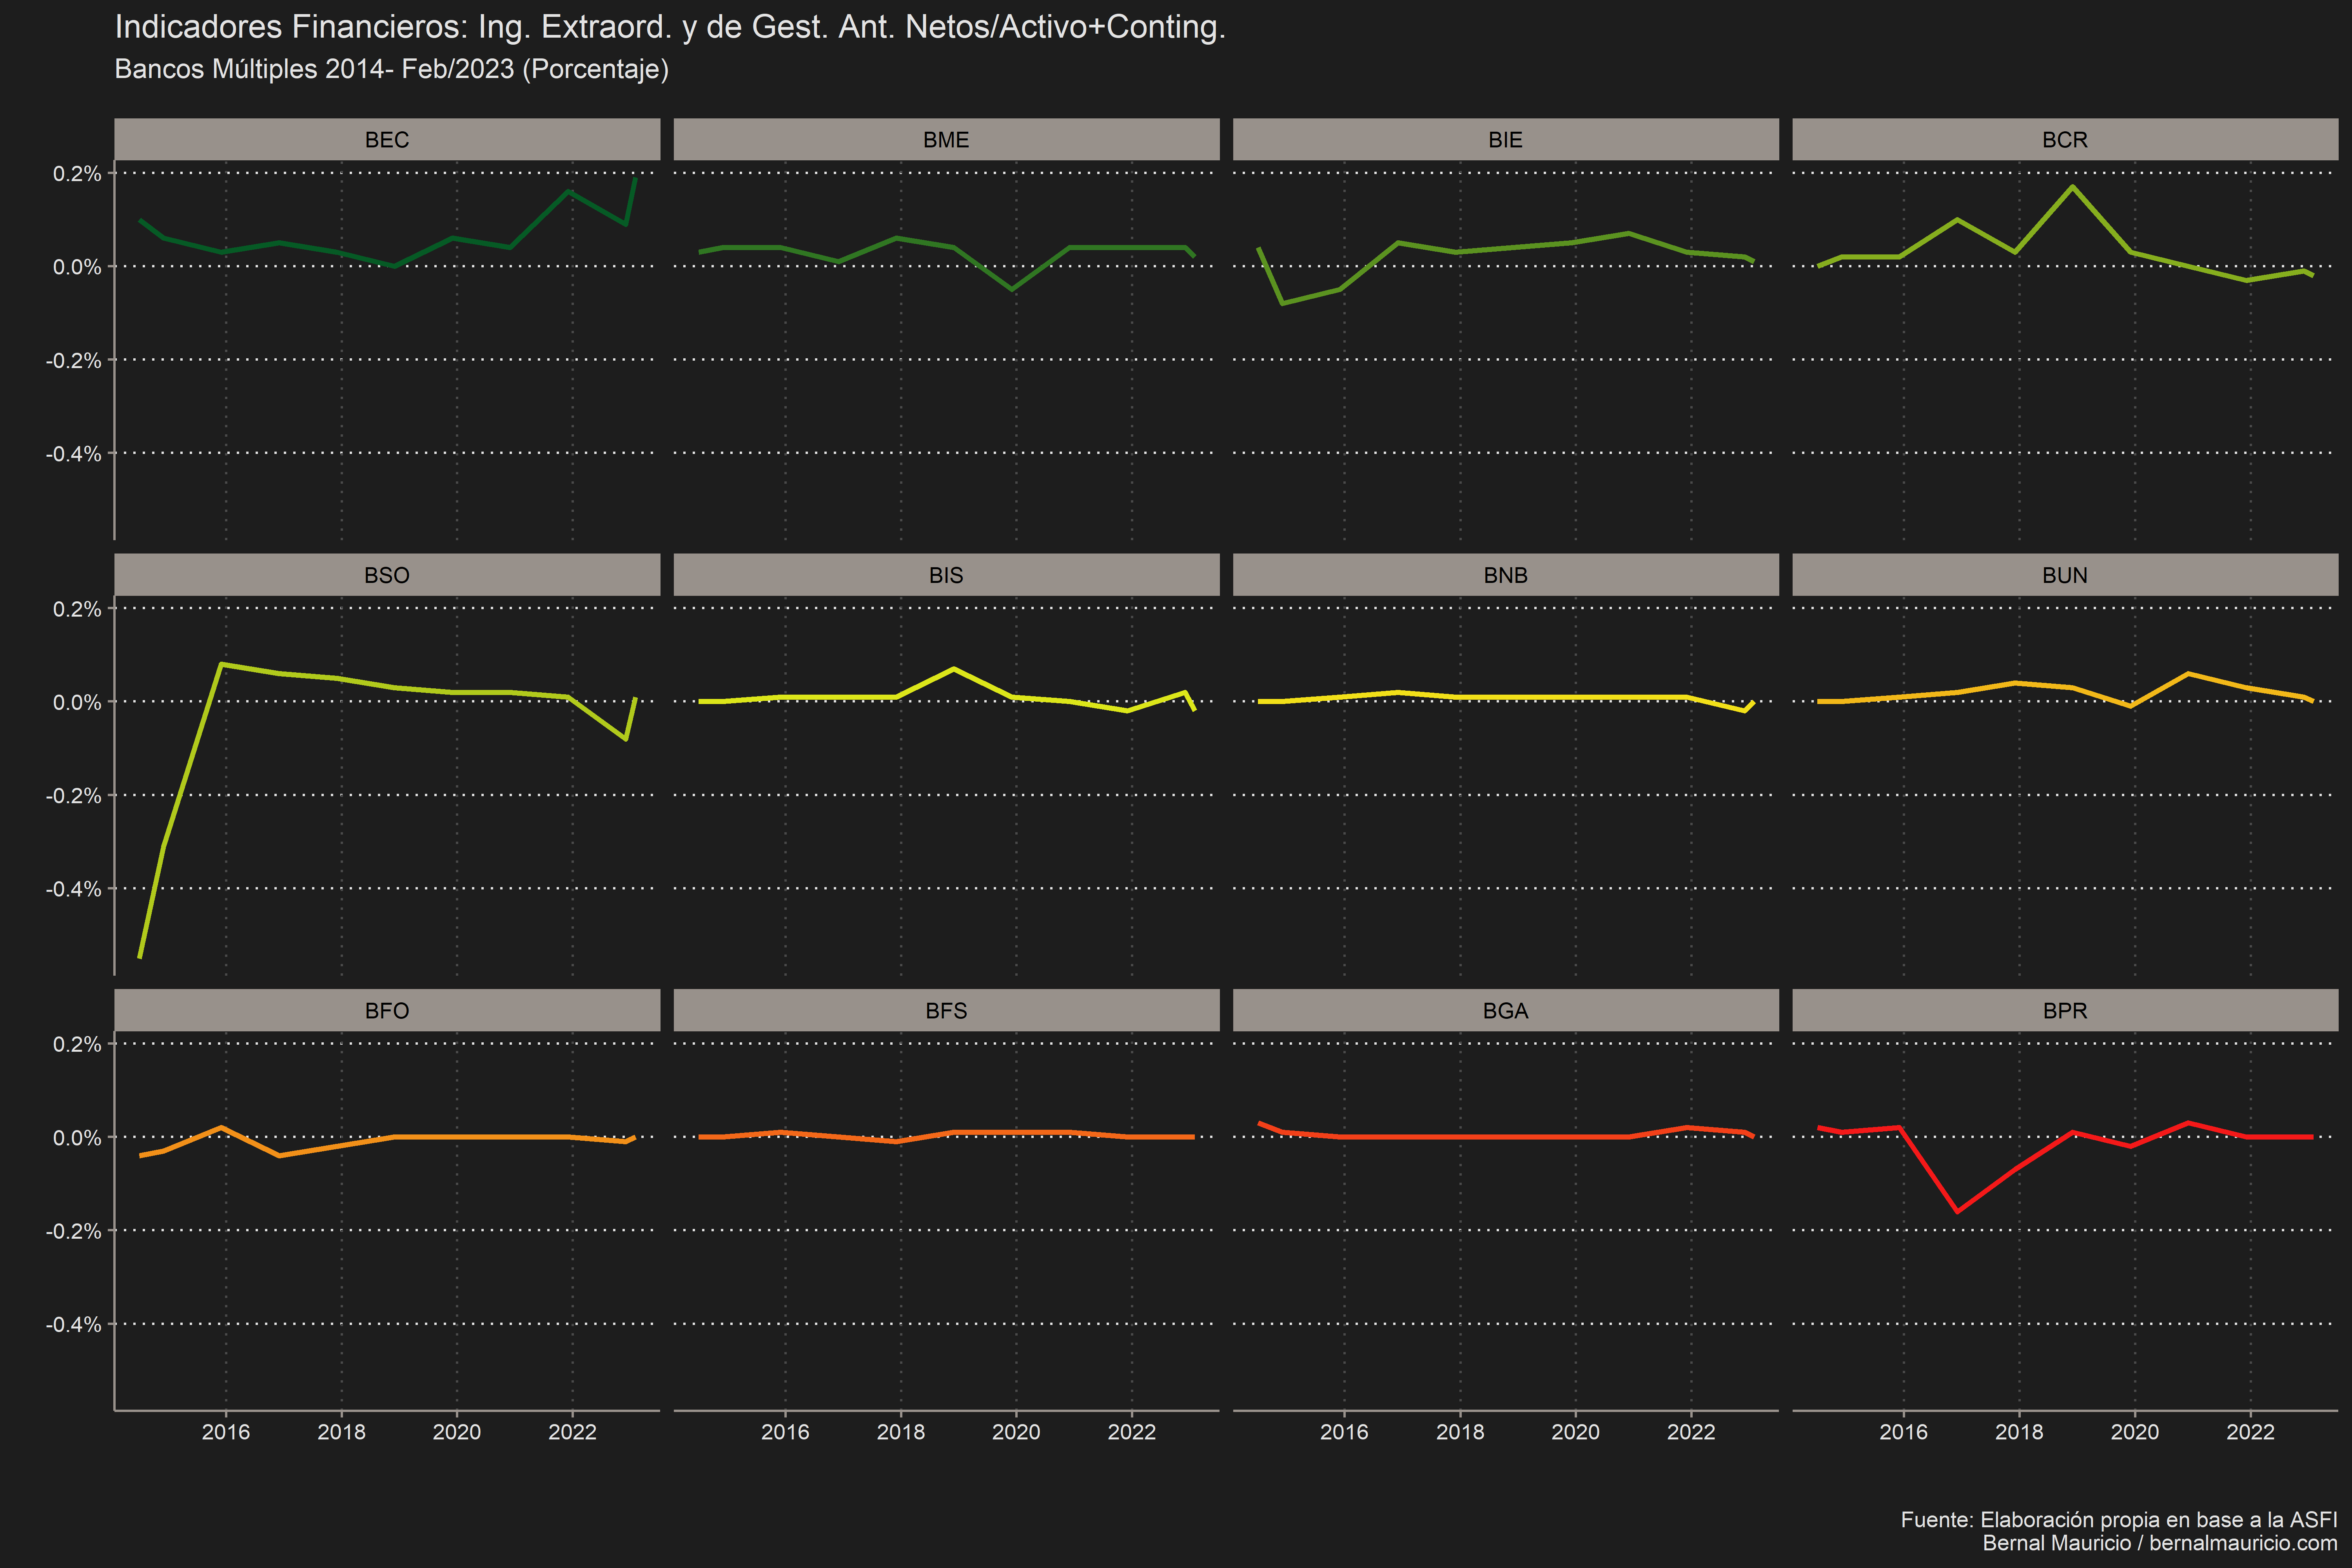 Indicadores Financieros: Ing. Extraord. y de Gest. Ant. Netos/Activo+Conting.
Bancos Múltiples 2014- Feb/2023 (Porcentaje)
BEC BME BIE BCR
0.2%
0.0%
-0.2%
-0.4%
BSO BIS BNB BUN
0.2%
0.0%
-0.2%
-0.4%
BFO BFS BGA BPR
0.2%
0.0%
-0.2%
-0.4%
2016 2018 2020 2022 2016 2018 2020 2022 2016 2018 2020 2022 2016 2018 2020 2022
Fuente: Elaboración propia en base a la ASFI
Bernal Mauricio / bernalmauricio.com